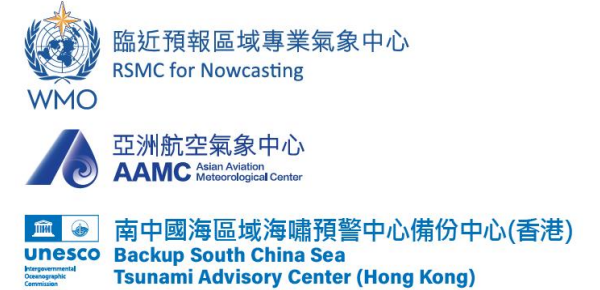 臨近預報區域專業氣象中心
RSMC for Nowcasting
WMO
亞洲航空氣象中心
AAMC Asian Aviation
Meteorological Center
南中國海區域海嘯預警中心備份中心(香港)
unesco
Backup South China Sea
Intergovernmental
Oceanographic
Commission
Tsunami Advisory Center (Hong Kong)